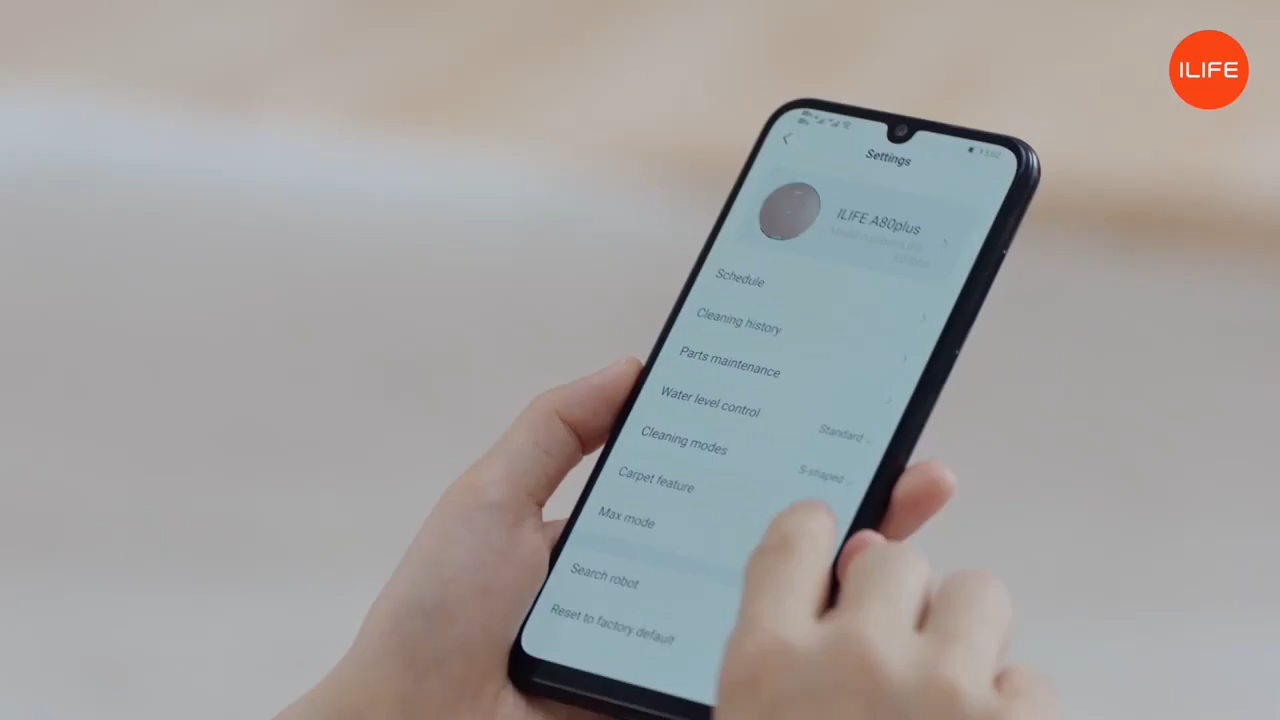 ILIFE
Settings
ILIFE A80plus
Schedule
Cleaning history
Parts maintenance
Water level control
Standard
Cleaning modes
S-shaped
Carpet feature
Max mode
Search robot
Reset to factory default